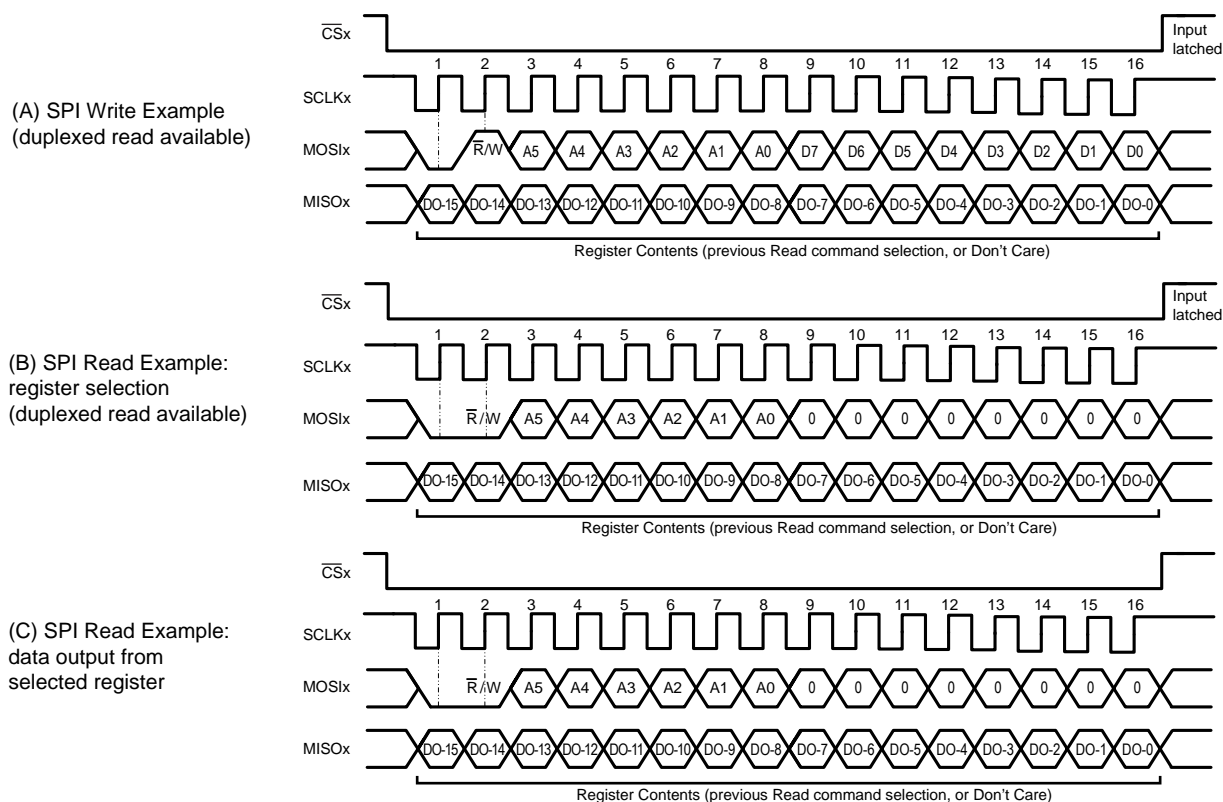 C̅S̅x
Input
latched
1 2 3 4 5 6 7 8 9 10 11 12 13 14 15 16
SCLKx
(A) SPI Write Example
(duplexed read available)
MOSIx R̅/W A5 A4 A3 A2 A1 A0 D7 D6 D5 D4 D3 D2 D1 D0
MISOx DO-15 DO-14 DO-13 DO-12 DO-11 DO-10 DO-9 DO-8 DO-7 DO-6 DO-5 DO-4 DO-3 DO-2 DO-1 DO-0
Register Contents (previous Read command selection, or Don't Care)
C̅S̅x
Input
latched
1 2 3 4 5 6 7 8 9 10 11 12 13 14 15 16
SCLKx
(B) SPI Read Example:
register selection
(duplexed read available)
MOSIx R̅/W A5 A4 A3 A2 A1 A0 0 0 0 0 0 0 0 0
MISOx DO-15 DO-14 DO-13 DO-12 DO-11 DO-10 DO-9 DO-8 DO-7 DO-6 DO-5 DO-4 DO-3 DO-2 DO-1 DO-0
Register Contents (previous Read command selection, or Don't Care)
C̅S̅x
Input
latched
1 2 3 4 5 6 7 8 9 10 11 12 13 14 15 16
SCLKx
(C) SPI Read Example:
data output from
selected register
MOSIx R̅/W A5 A4 A3 A2 A1 A0 0 0 0 0 0 0 0 0
MISOx DO-15 DO-14 DO-13 DO-12 DO-11 DO-10 DO-9 DO-8 DO-7 DO-6 DO-5 DO-4 DO-3 DO-2 DO-1 DO-0
Register Contents (previous Read command selection, or Don't Care)